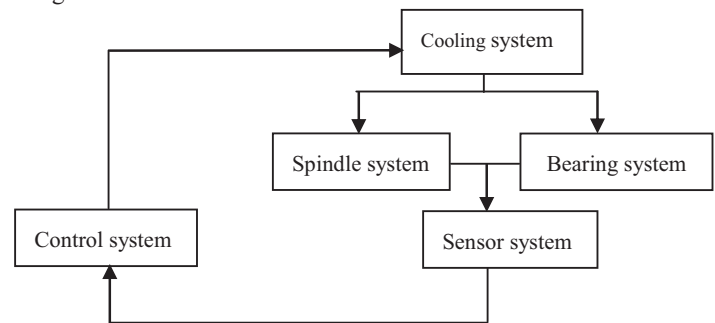 Cooling system
Spindle system
Bearing system
Control system
Sensor system